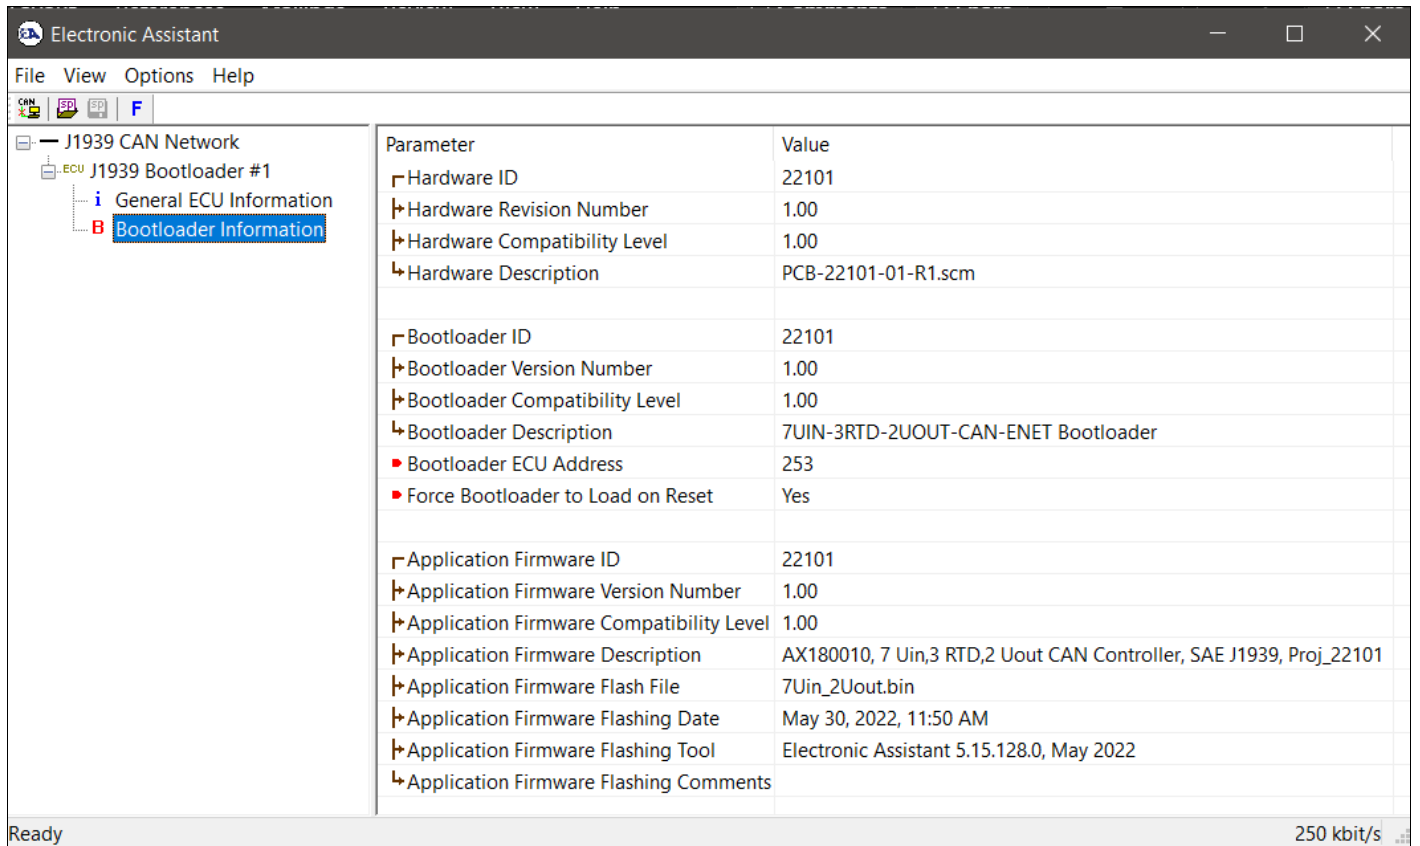 Electronic Assistant
File View Options Help
CAN SP SP F
J1939 CAN Network
ECU J1939 Bootloader #1
i General ECU Information
B Bootloader Information
Parameter Value
Hardware ID 22101
Hardware Revision Number 1.00
Hardware Compatibility Level 1.00
Hardware Description PCB-22101-01-R1.scm
Bootloader ID 22101
Bootloader Version Number 1.00
Bootloader Compatibility Level 1.00
Bootloader Description 7UIN-3RTD-2UOUT-CAN-ENET Bootloader
Bootloader ECU Address 253
Force Bootloader to Load on Reset Yes
Application Firmware ID 22101
Application Firmware Version Number 1.00
Application Firmware Compatibility Level 1.00
Application Firmware Description AX180010, 7 Uin,3 RTD,2 Uout CAN Controller, SAE J1939, Proj_22101
Application Firmware Flash File 7Uin_2Uout.bin
Application Firmware Flashing Date May 30, 2022, 11:50 AM
Application Firmware Flashing Tool Electronic Assistant 5.15.128.0, May 2022
Application Firmware Flashing Comments
Ready 250 kbit/s